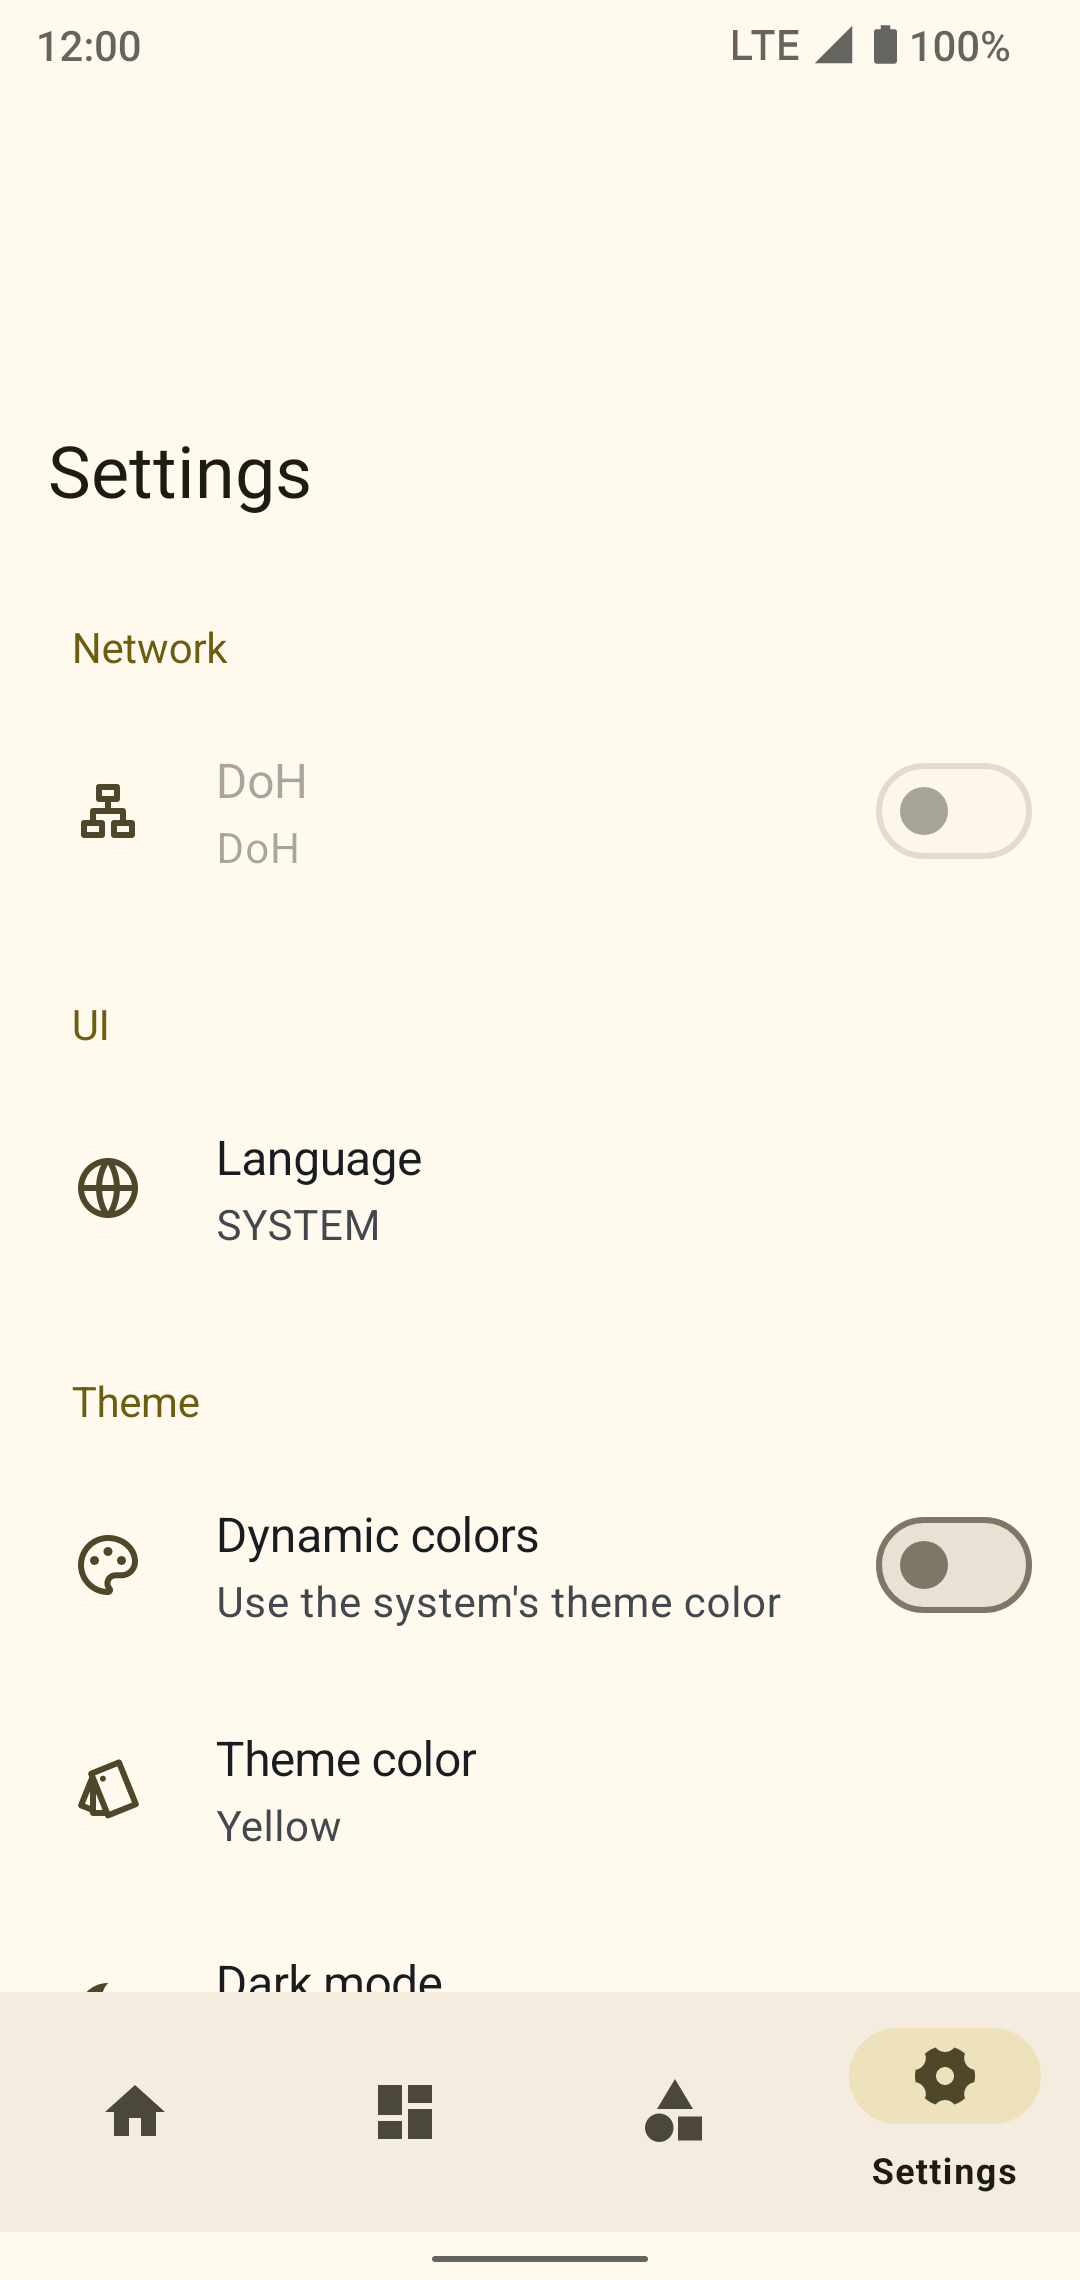 12:00
LTE 100%
Settings
Network
DoH
DoH
UI
Language
SYSTEM
Theme
Dynamic colors
Use the system's theme color
Theme color
Yellow
Dark mode
Settings